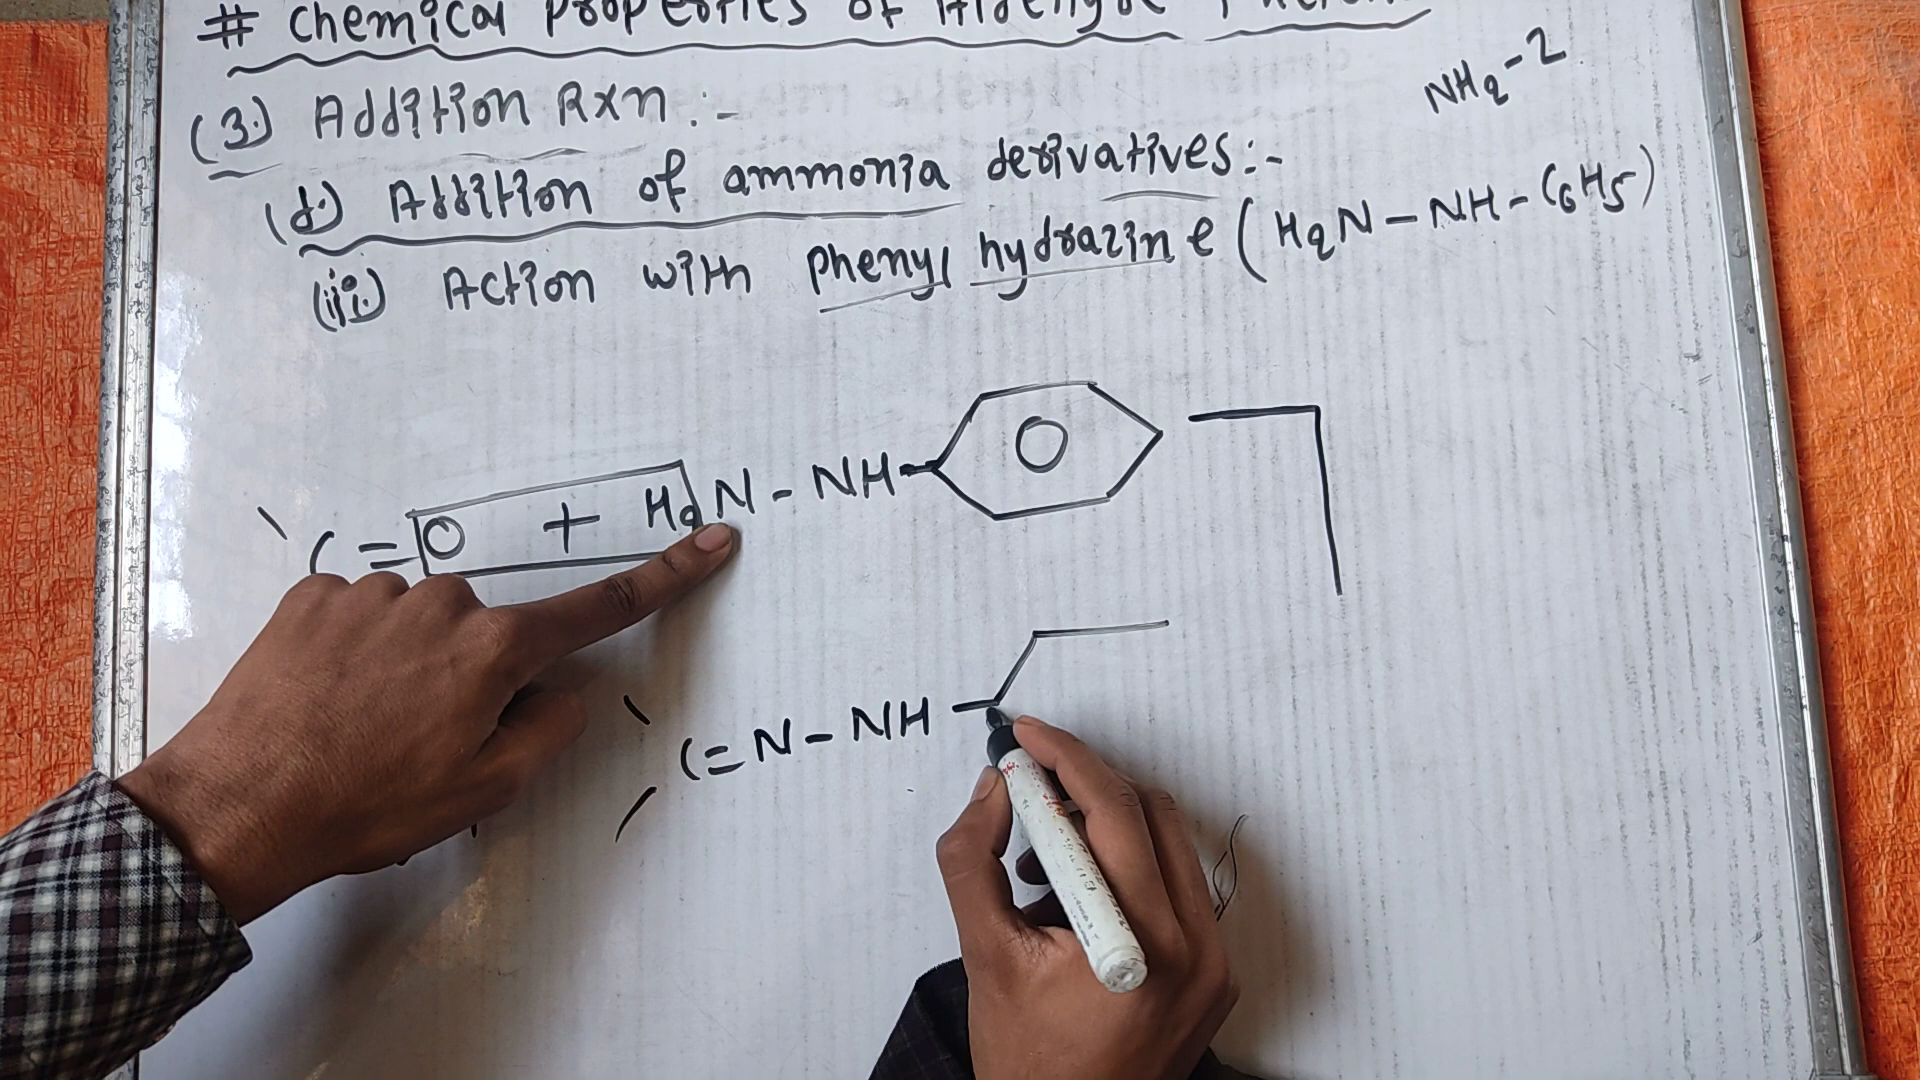 # Chemical Properties of Aldehyde
(3.) Addition Rxn :-
NH2-Z
(d.) Addition of ammonia derivatives :-
(iii.) Action with phenyl hydrazine (H2N-NH-C6H5)
C=O + H2N-NH-
C=N-NH-